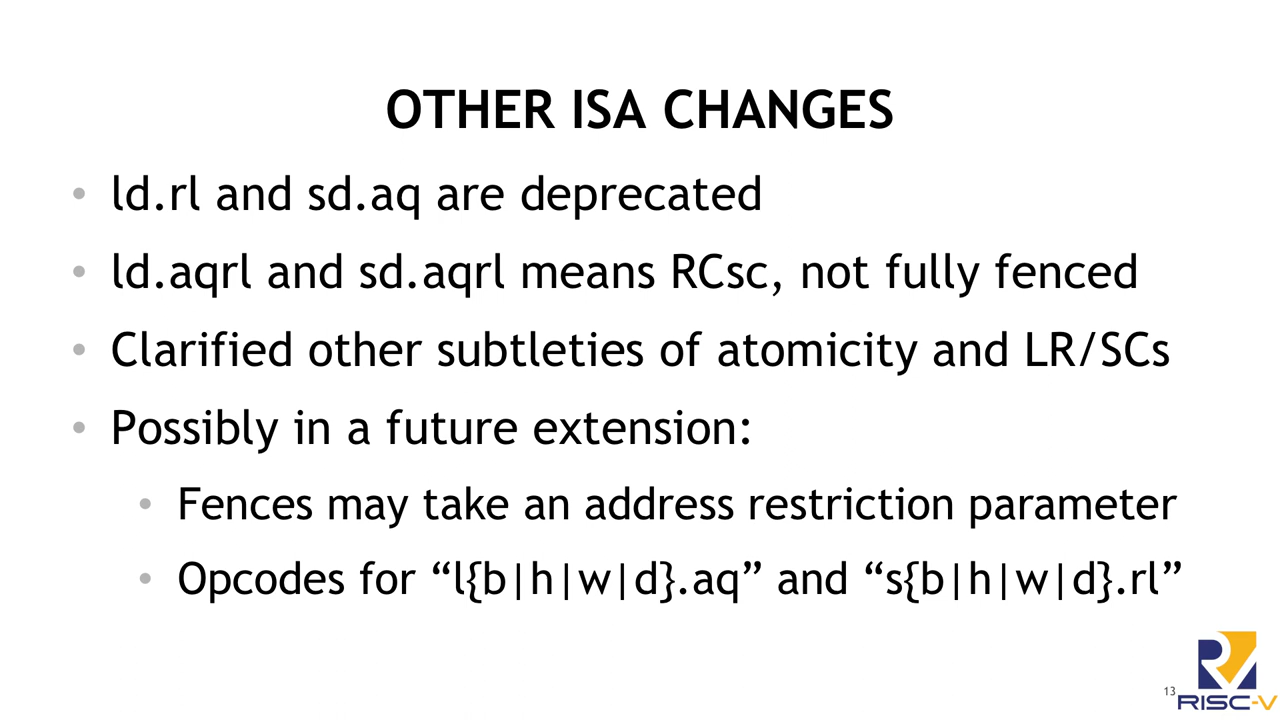 OTHER ISA CHANGES
• ld.rl and sd.aq are deprecated
• ld.aqrl and sd.aqrl means RCsc, not fully fenced
• Clarified other subtleties of atomicity and LR/SCs
• Possibly in a future extension:
• Fences may take an address restriction parameter
• Opcodes for “l{b|h|w|d}.aq” and “s{b|h|w|d}.rl”
13
RISC-V